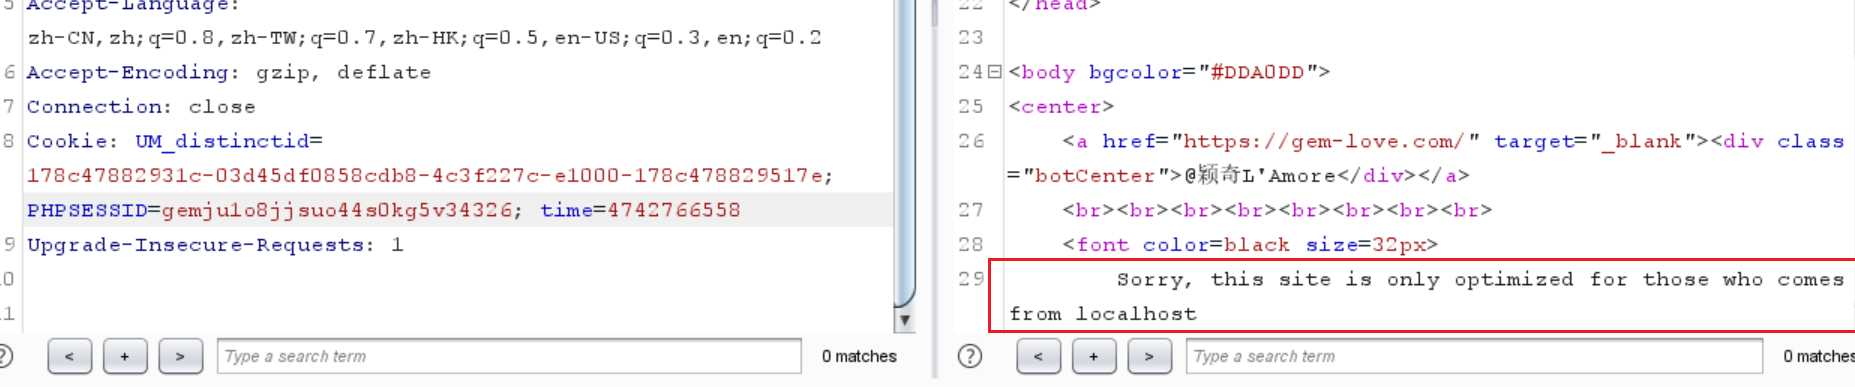 5 Accept-Language:
zh-CN,zh;q=0.8,zh-TW;q=0.7,zh-HK;q=0.5,en-US;q=0.3,en;q=0.2
6 Accept-Encoding: gzip, deflate
7 Connection: close
8 Cookie: UM_distinctid=
178c47882931c-03d45df0858cdb8-4c3f227c-e1000-178c478829517e;
PHPSESSID=gemju1o8jjsuo44s0kg5v34326; time=4742766558
9 Upgrade-Insecure-Requests: 1
0
1
? < + > Type a search term 0 matches
22 </head>
23
24 <body bgcolor="#DDA0DD">
25 <center>
26 <a href="https://gem-love.com/" target="_blank"><div class
="botCenter">@颖奇L'Amore</div></a>
27 <br><br><br><br><br><br><br><br>
28 <font color=black size=32px>
29 Sorry, this site is only optimized for those who comes
from localhost
? < + > Type a search term 0 matches